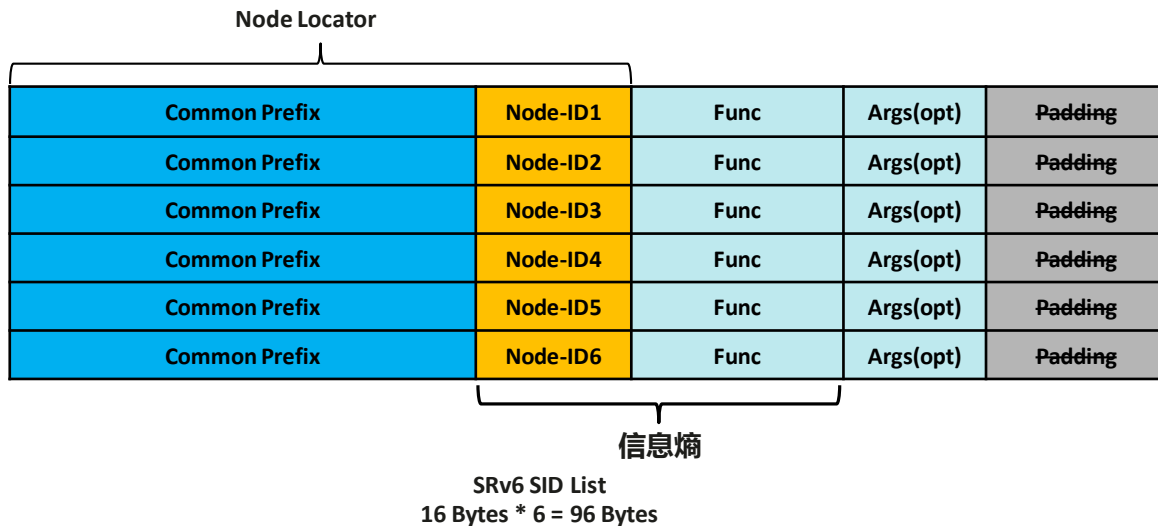 Node Locator
Common Prefix Node-ID1 Func Args(opt) Padding
Common Prefix Node-ID2 Func Args(opt) Padding
Common Prefix Node-ID3 Func Args(opt) Padding
Common Prefix Node-ID4 Func Args(opt) Padding
Common Prefix Node-ID5 Func Args(opt) Padding
Common Prefix Node-ID6 Func Args(opt) Padding
信息熵
SRv6 SID List
16 Bytes * 6 = 96 Bytes